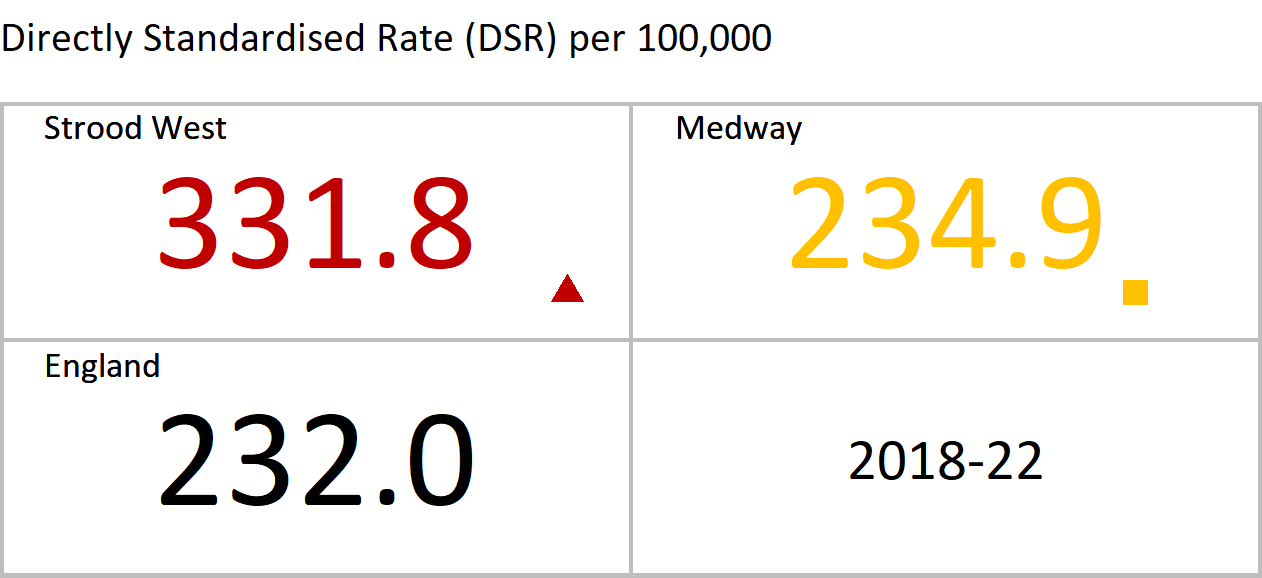 Directly Standardised Rate (DSR) per 100,000
Strood West
331.8
Medway
234.9
England
232.0
2018-22